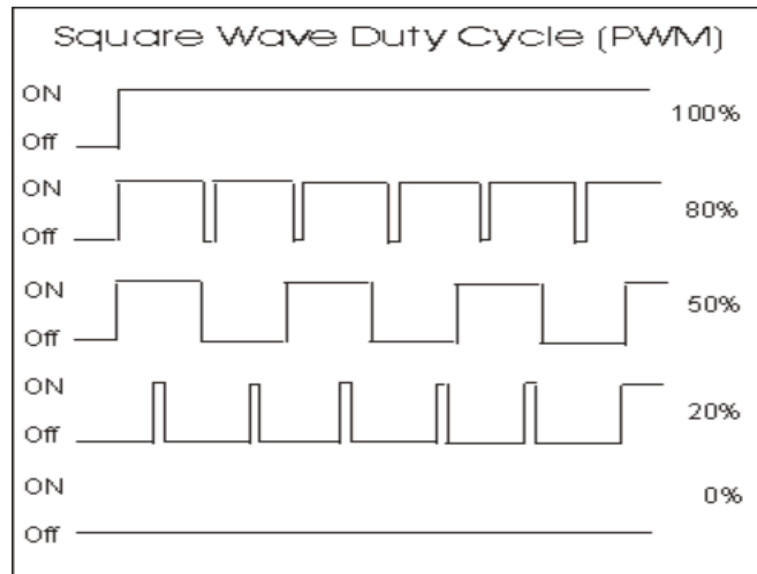 Square Wave Duty Cycle (PWM)
ON
100%
Off
ON
80%
Off
ON
50%
Off
ON
20%
Off
ON
0%
Off